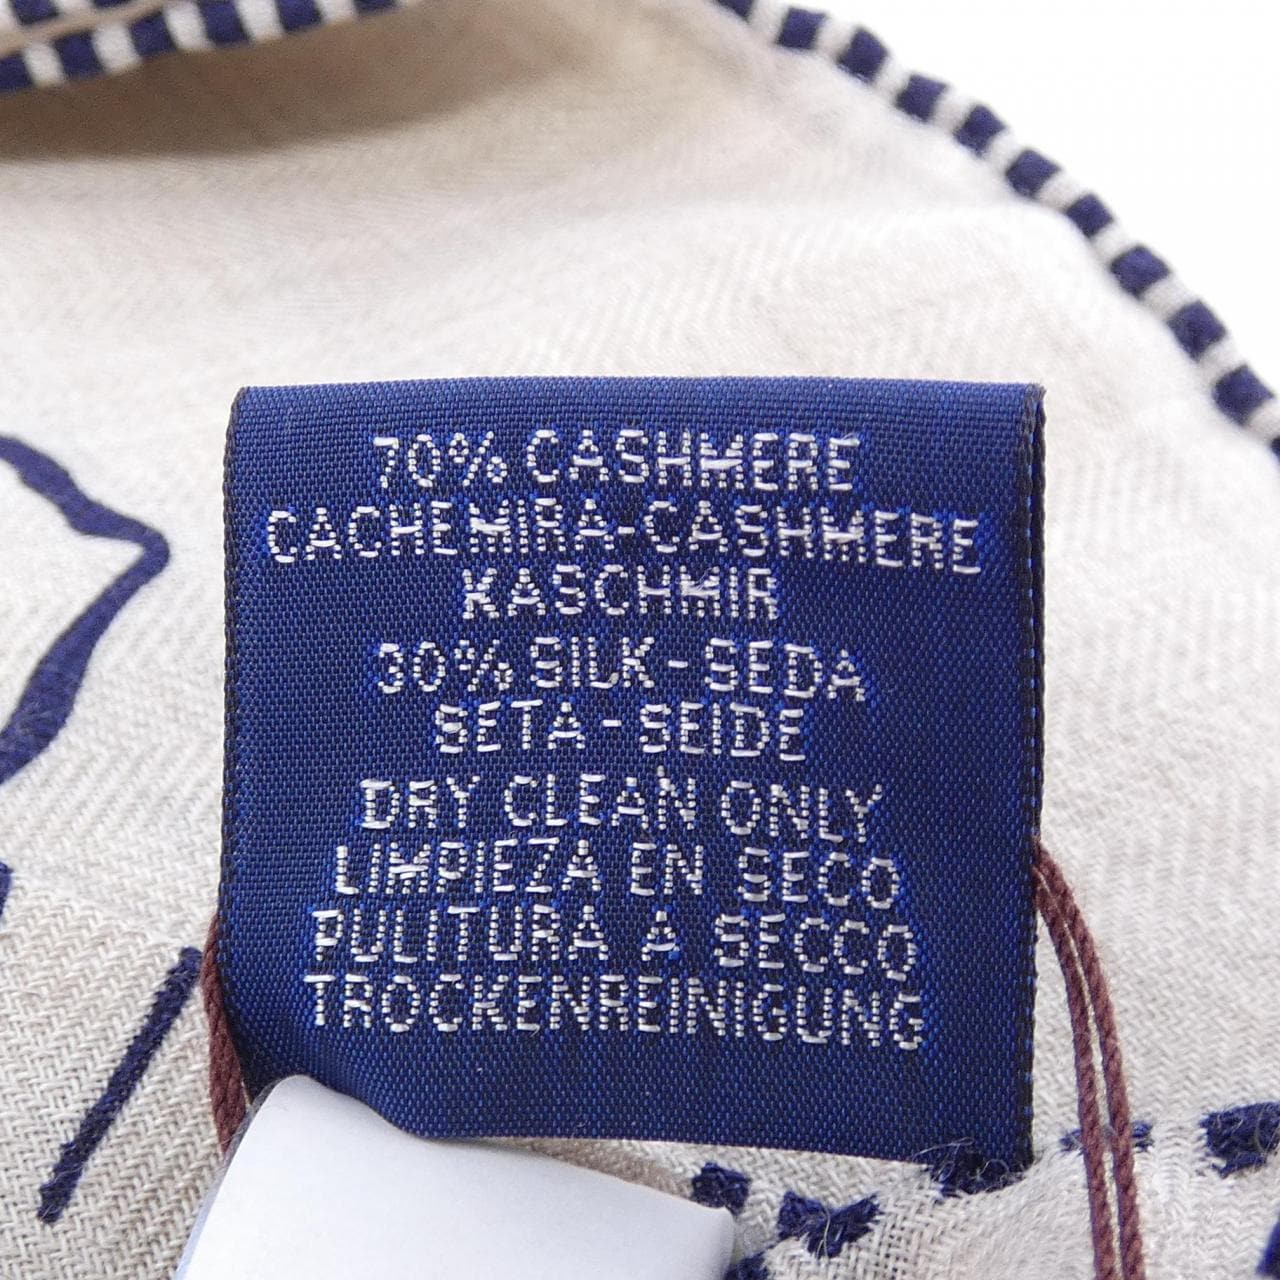 70% CASHMERE
CACHEMIRA-CASHMERE
KASCHMIR
30% SILK-SEDA
SETA-SEIDE
DRY CLEAN ONLY
LIMPIEZA EN SECO
PULITURA A SECCO
TROCKENREINIGUNG